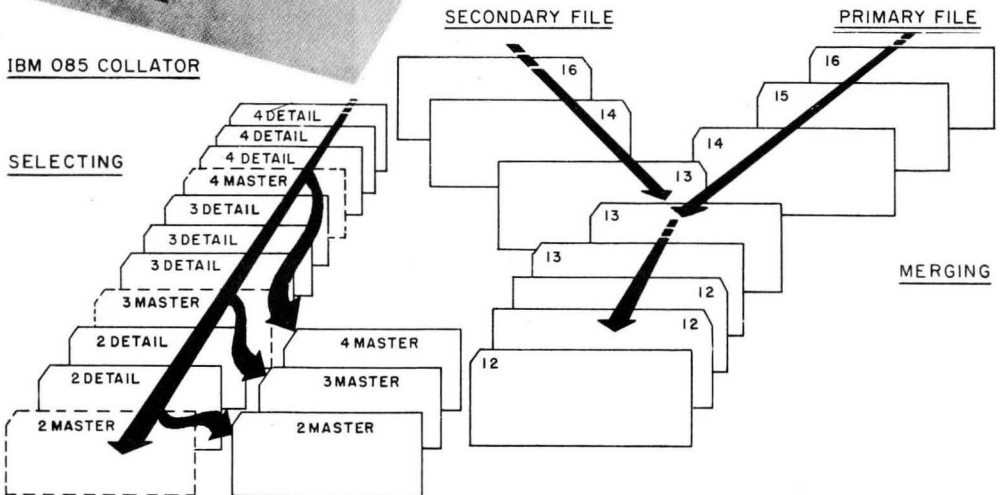 SECONDARY FILE
PRIMARY FILE
IBM 085 COLLATOR
SELECTING
4 DETAIL
4 DETAIL
4 DETAIL
4 MASTER
3 DETAIL
3 DETAIL
3 DETAIL
3 MASTER
2 DETAIL
2 DETAIL
2 MASTER
4 MASTER
3 MASTER
2 MASTER
16
14
13
16
15
14
13
13
12
12
12
MERGING